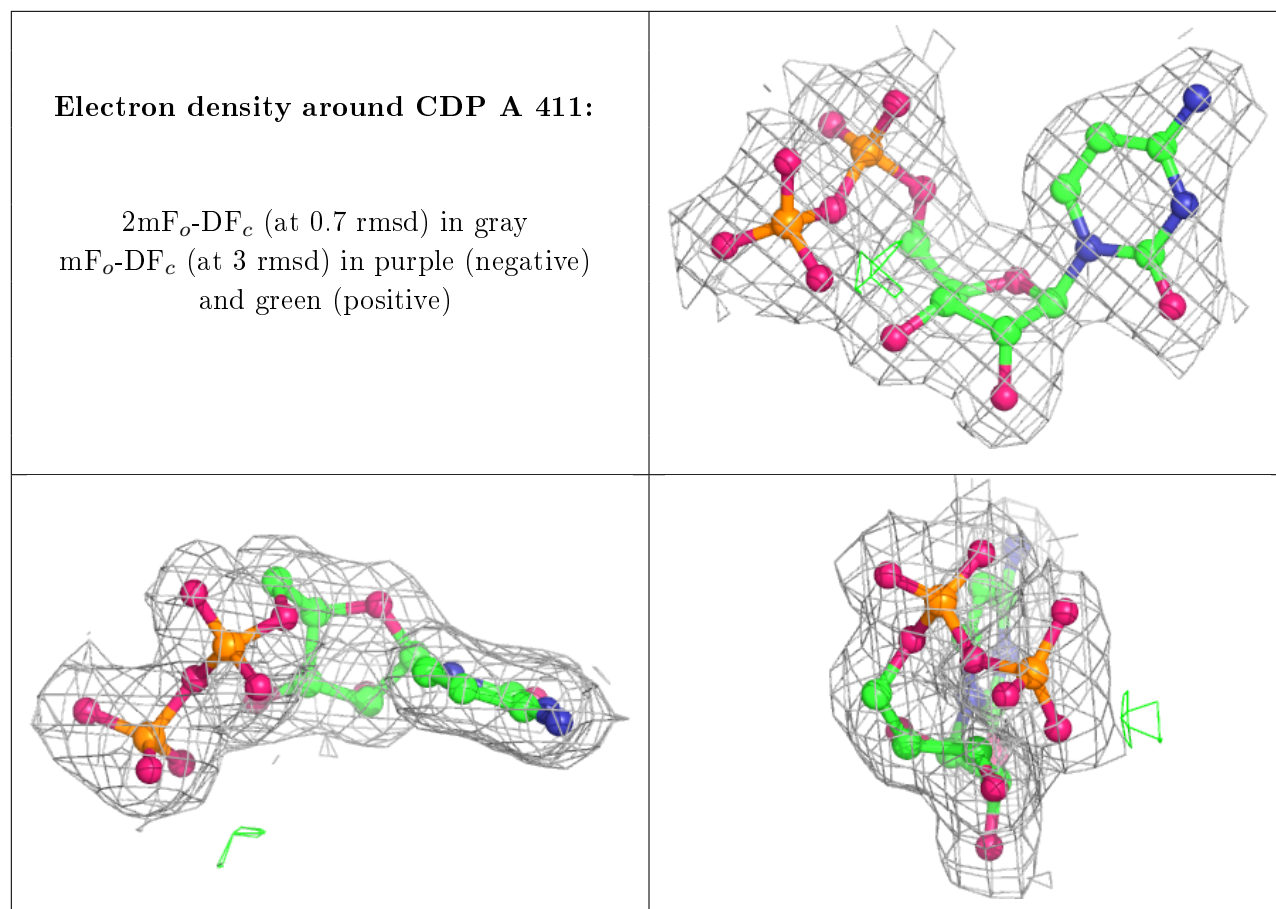 Electron density around CDP A 411:
2mFo-DFc (at 0.7 rmsd) in gray
mFo-DFc (at 3 rmsd) in purple (negative)
and green (positive)